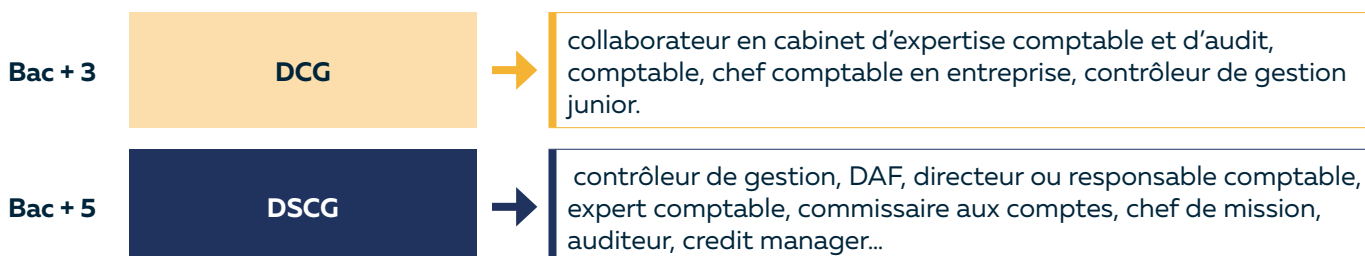 Bac + 3
DCG
collaborateur en cabinet d’expertise comptable et d’audit,
comptable, chef comptable en entreprise, contrôleur de gestion
junior.
Bac + 5
DSCG
contrôleur de gestion, DAF, directeur ou responsable comptable,
expert comptable, commissaire aux comptes, chef de mission,
auditeur, credit manager...